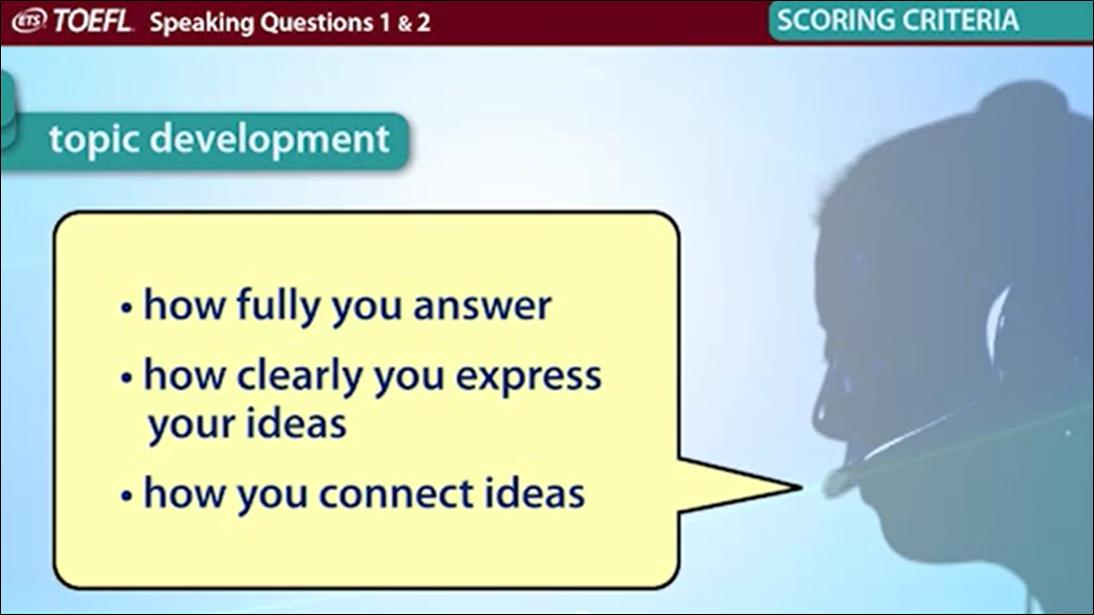 ETS TOEFL Speaking Questions 1 & 2
SCORING CRITERIA
topic development
• how fully you answer
• how clearly you express
your ideas
• how you connect ideas